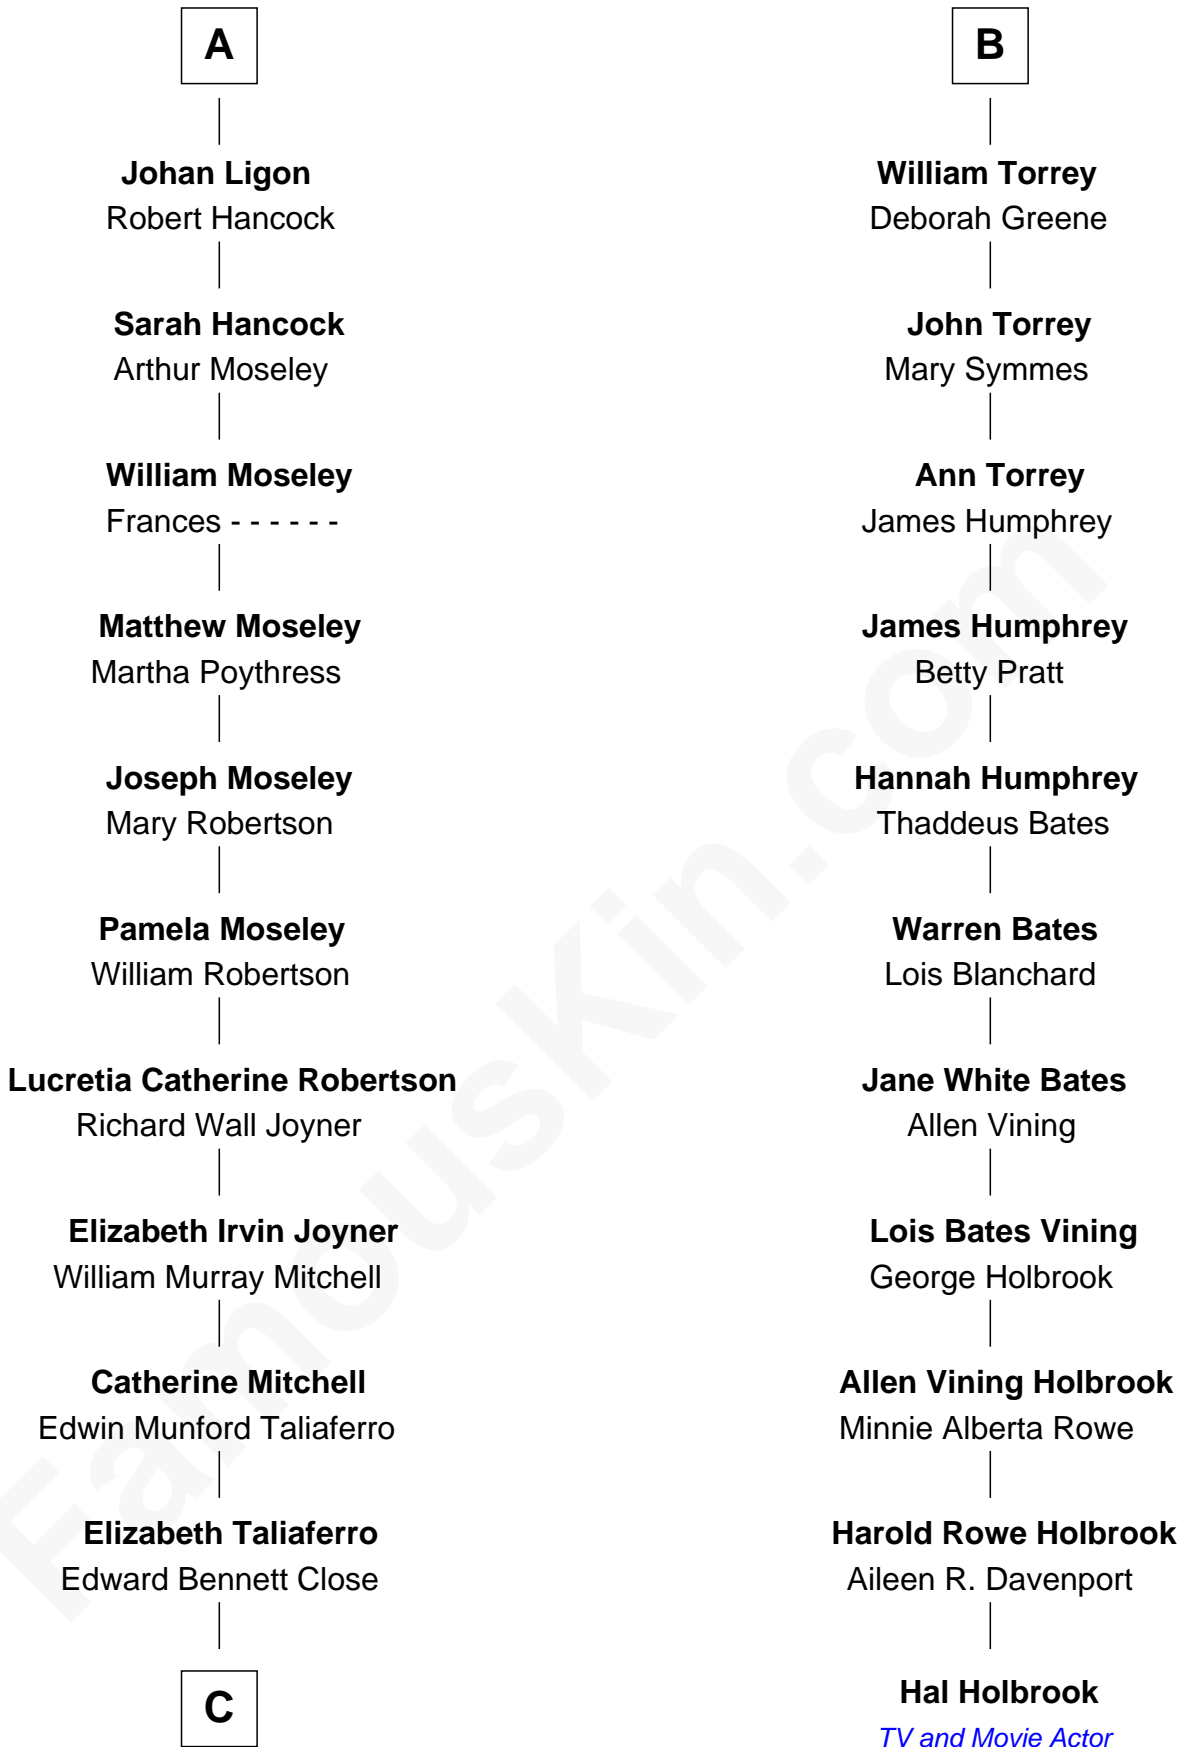 A
Johan Ligon
Robert Hancock
Sarah Hancock
Arthur Moseley
William Moseley
Frances - - - - - -
Matthew Moseley
Martha Poythress
Joseph Moseley
Mary Robertson
Pamela Moseley
William Robertson
Lucretia Catherine Robertson
Richard Wall Joyner
Elizabeth Irvin Joyner
William Murray Mitchell
Catherine Mitchell
Edwin Munford Taliaferro
Elizabeth Taliaferro
Edward Bennett Close
C
B
William Torrey
Deborah Greene
John Torrey
Mary Symmes
Ann Torrey
James Humphrey
James Humphrey
Betty Pratt
Hannah Humphrey
Thaddeus Bates
Warren Bates
Lois Blanchard
Jane White Bates
Allen Vining
Lois Bates Vining
George Holbrook
Allen Vining Holbrook
Minnie Alberta Rowe
Harold Rowe Holbrook
Aileen R. Davenport
Hal Holbrook
TV and Movie Actor
FamousKin.com